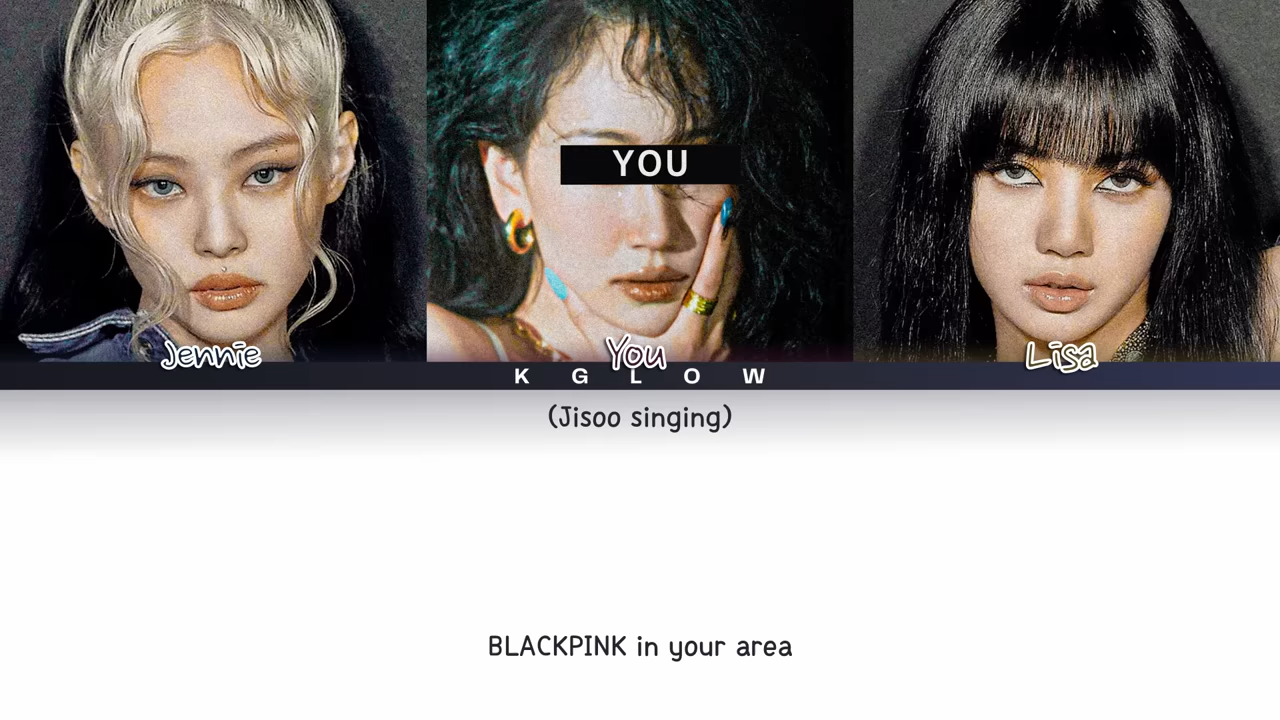 YOU
Jennie
You
Lisa
K G L O W
(Jisoo singing)
BLACKPINK in your area